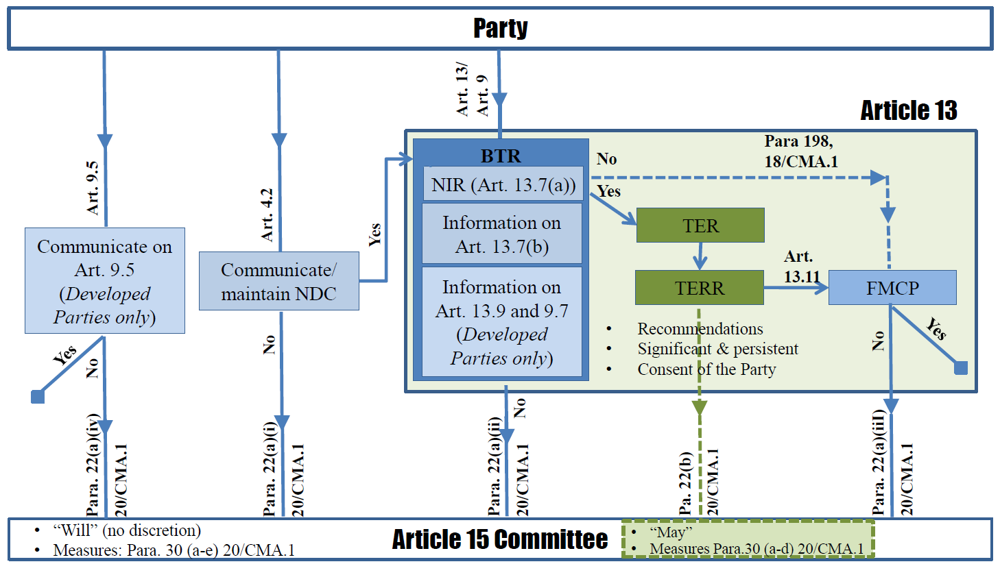 Party
Art. 13/
Art. 9
Article 13
Art. 9.5
Art. 4.2
Yes
Communicate on
Art. 9.5
(Developed
Parties only)
Communicate/
maintain NDC
BTR
NIR (Art. 13.7(a))
Information on
Art. 13.7(b)
Information on
Art. 13.9 and 9.7
(Developed
Parties only)
No
Yes
Para 198,
18/CMA.1
TER
TERR
Art.
13.11
FMCP
• Recommendations
• Significant & persistent
• Consent of the Party
Yes
No
No
No
No
Yes
Para. 22(a)(iv)
20/CMA.1
Para. 22(a)(i)
20/CMA.1
Para. 22(a)(ii)
20/CMA.1
Pa. 22(b)
20/CMA.1
Para. 22(a)(iiI)
20/CMA.1
• “Will” (no discretion)
• Measures: Para. 30 (a-e) 20/CMA.1
Article 15 Committee
• “May”
• Measures Para.30 (a-d) 20/CMA.1